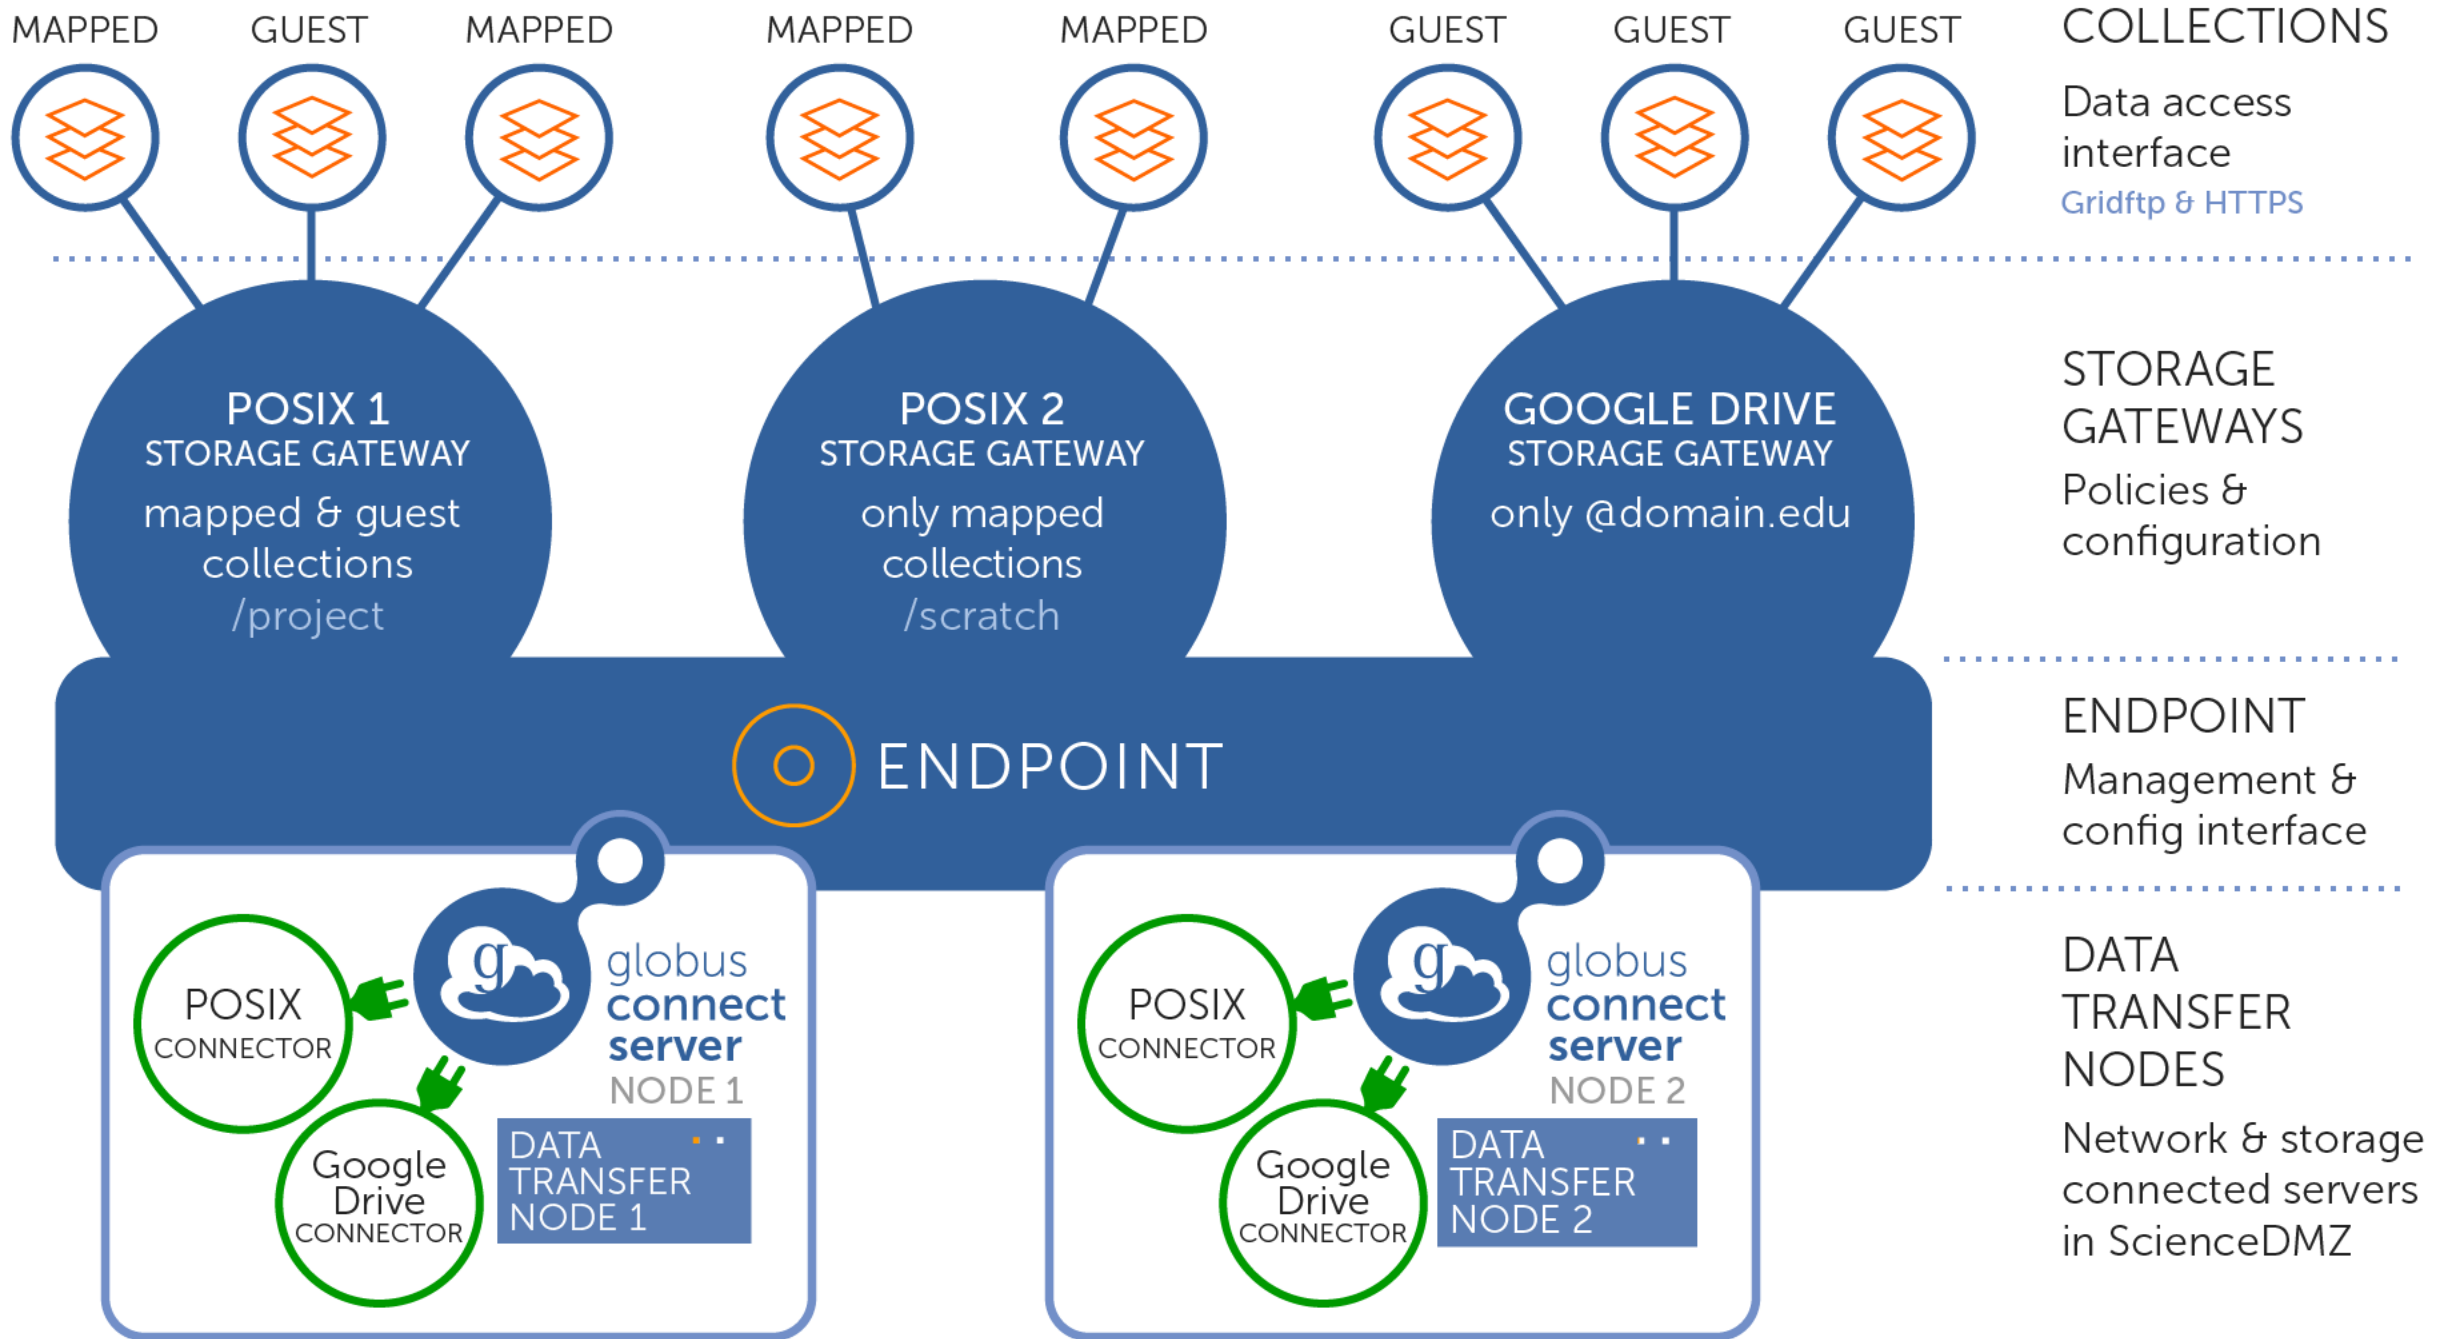 MAPPED
GUEST
MAPPED
MAPPED
MAPPED
GUEST
GUEST
GUEST
COLLECTIONS
Data access
interface
Gridftp & HTTPS
POSIX 1
STORAGE GATEWAY
mapped & guest
collections
/project
POSIX 2
STORAGE GATEWAY
only mapped
collections
/scratch
GOOGLE DRIVE
STORAGE GATEWAY
only @domain.edu
STORAGE
GATEWAYS
Policies &
configuration
ENDPOINT
ENDPOINT
Management &
config interface
POSIX
CONNECTOR
Google
Drive
CONNECTOR
g
globus
connect
server
NODE 1
DATA
TRANSFER
NODE 1
POSIX
CONNECTOR
Google
Drive
CONNECTOR
g
globus
connect
server
NODE 2
DATA
TRANSFER
NODE 2
DATA
TRANSFER
NODES
Network & storage
connected servers
in ScienceDMZ